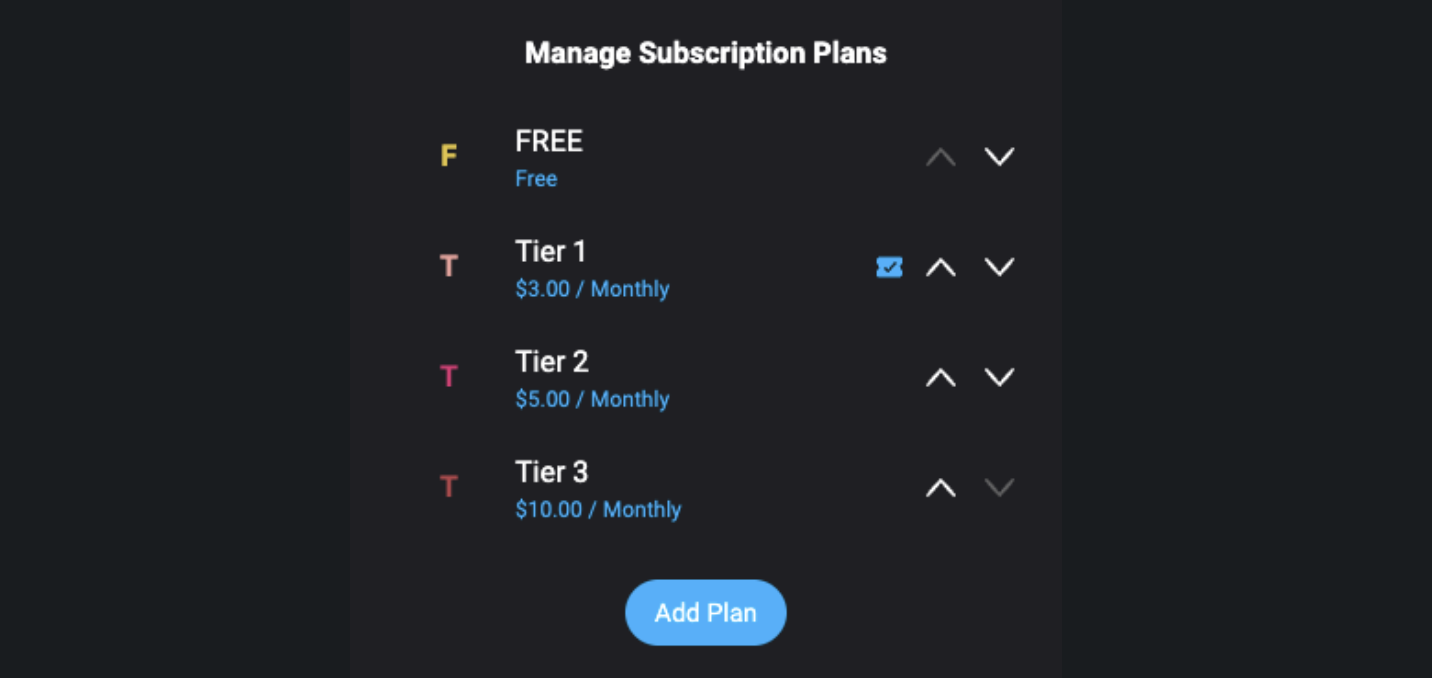 Manage Subscription Plans
F
FREE
Free
T
Tier 1
$3.00 / Monthly
T
Tier 2
$5.00 / Monthly
T
Tier 3
$10.00 / Monthly
Add Plan